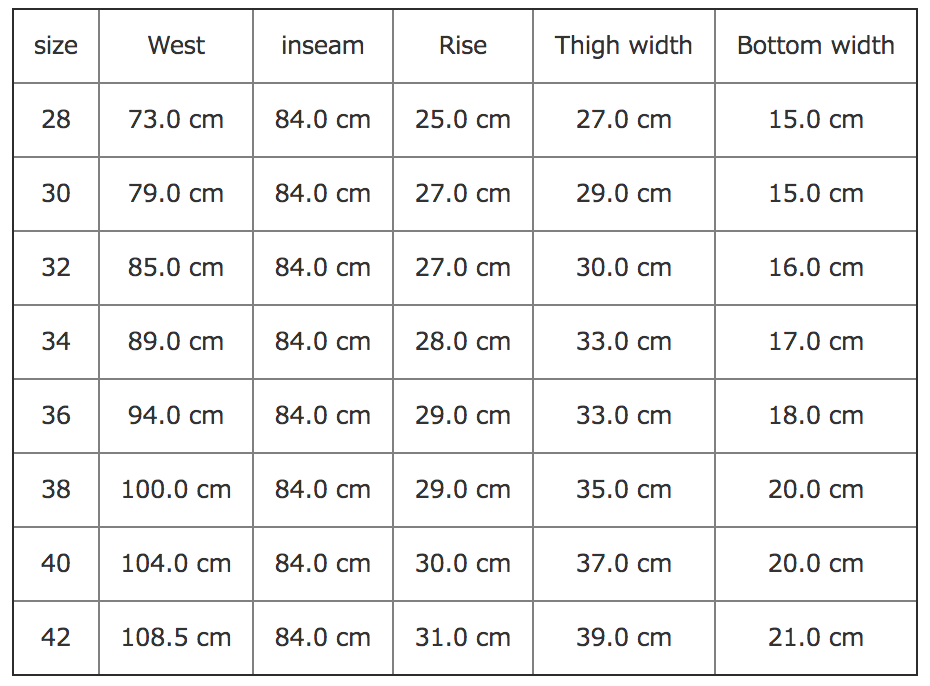 size West inseam Rise Thigh width Bottom width
28 73.0 cm 84.0 cm 25.0 cm 27.0 cm 15.0 cm
30 79.0 cm 84.0 cm 27.0 cm 29.0 cm 15.0 cm
32 85.0 cm 84.0 cm 27.0 cm 30.0 cm 16.0 cm
34 89.0 cm 84.0 cm 28.0 cm 33.0 cm 17.0 cm
36 94.0 cm 84.0 cm 29.0 cm 33.0 cm 18.0 cm
38 100.0 cm 84.0 cm 29.0 cm 35.0 cm 20.0 cm
40 104.0 cm 84.0 cm 30.0 cm 37.0 cm 20.0 cm
42 108.5 cm 84.0 cm 31.0 cm 39.0 cm 21.0 cm